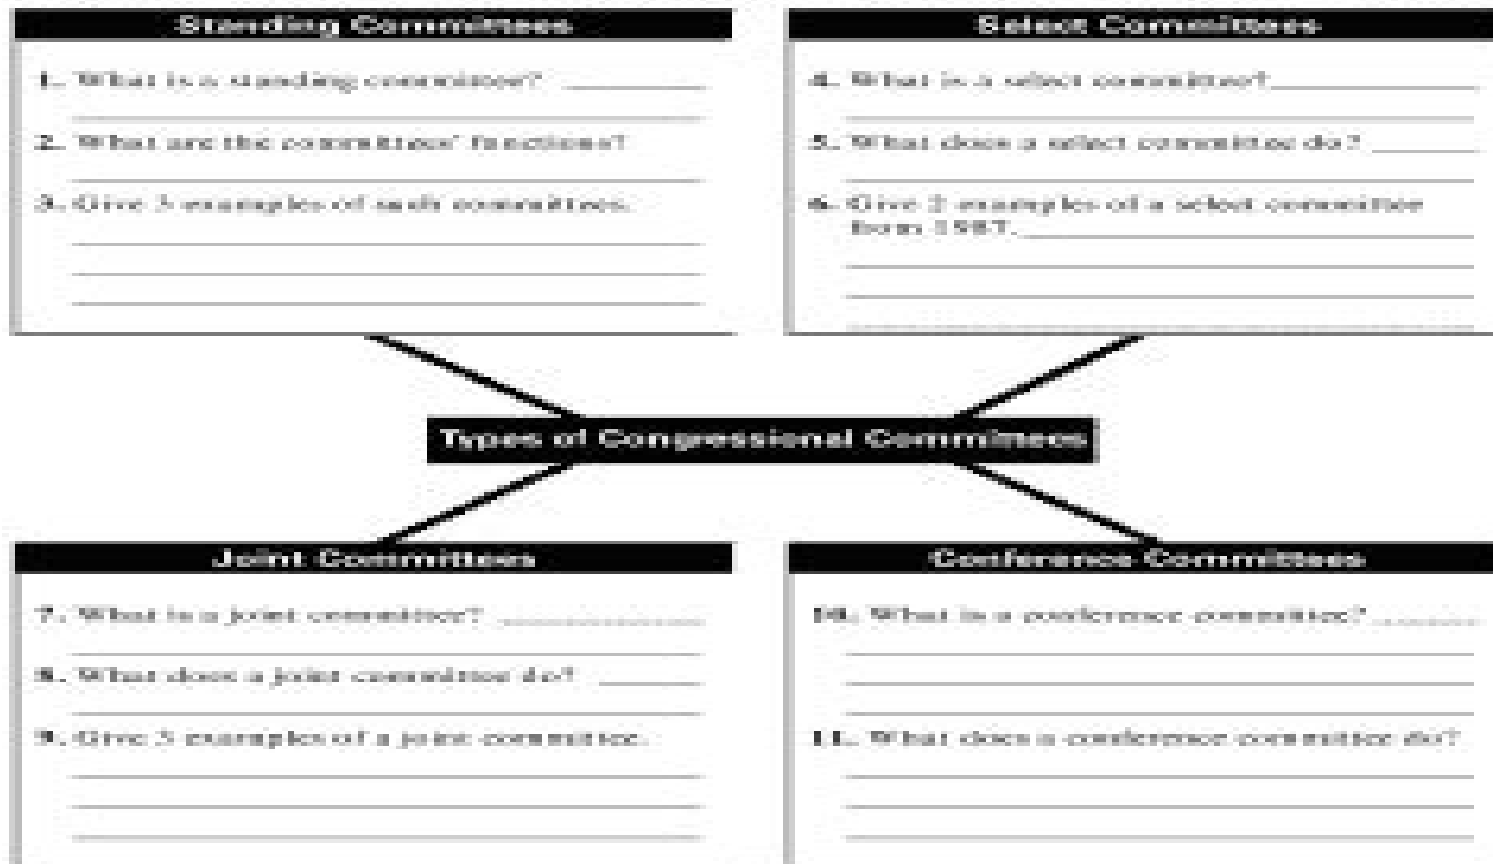 Standing Committees
1. What is a standing committee?
2. What are the committees' functions?
3. Give 3 examples of such committees.
Select Committees
4. What is a select committee?
5. What does a select committee do?
6. Give 2 examples of a select committee
from 1987.
Types of Congressional Committees
Joint Committees
7. What is a joint committee?
8. What does a joint committee do?
9. Give 3 examples of a joint committee.
Conference Committees
10. What is a conference committee?
11. What does a conference committee do?